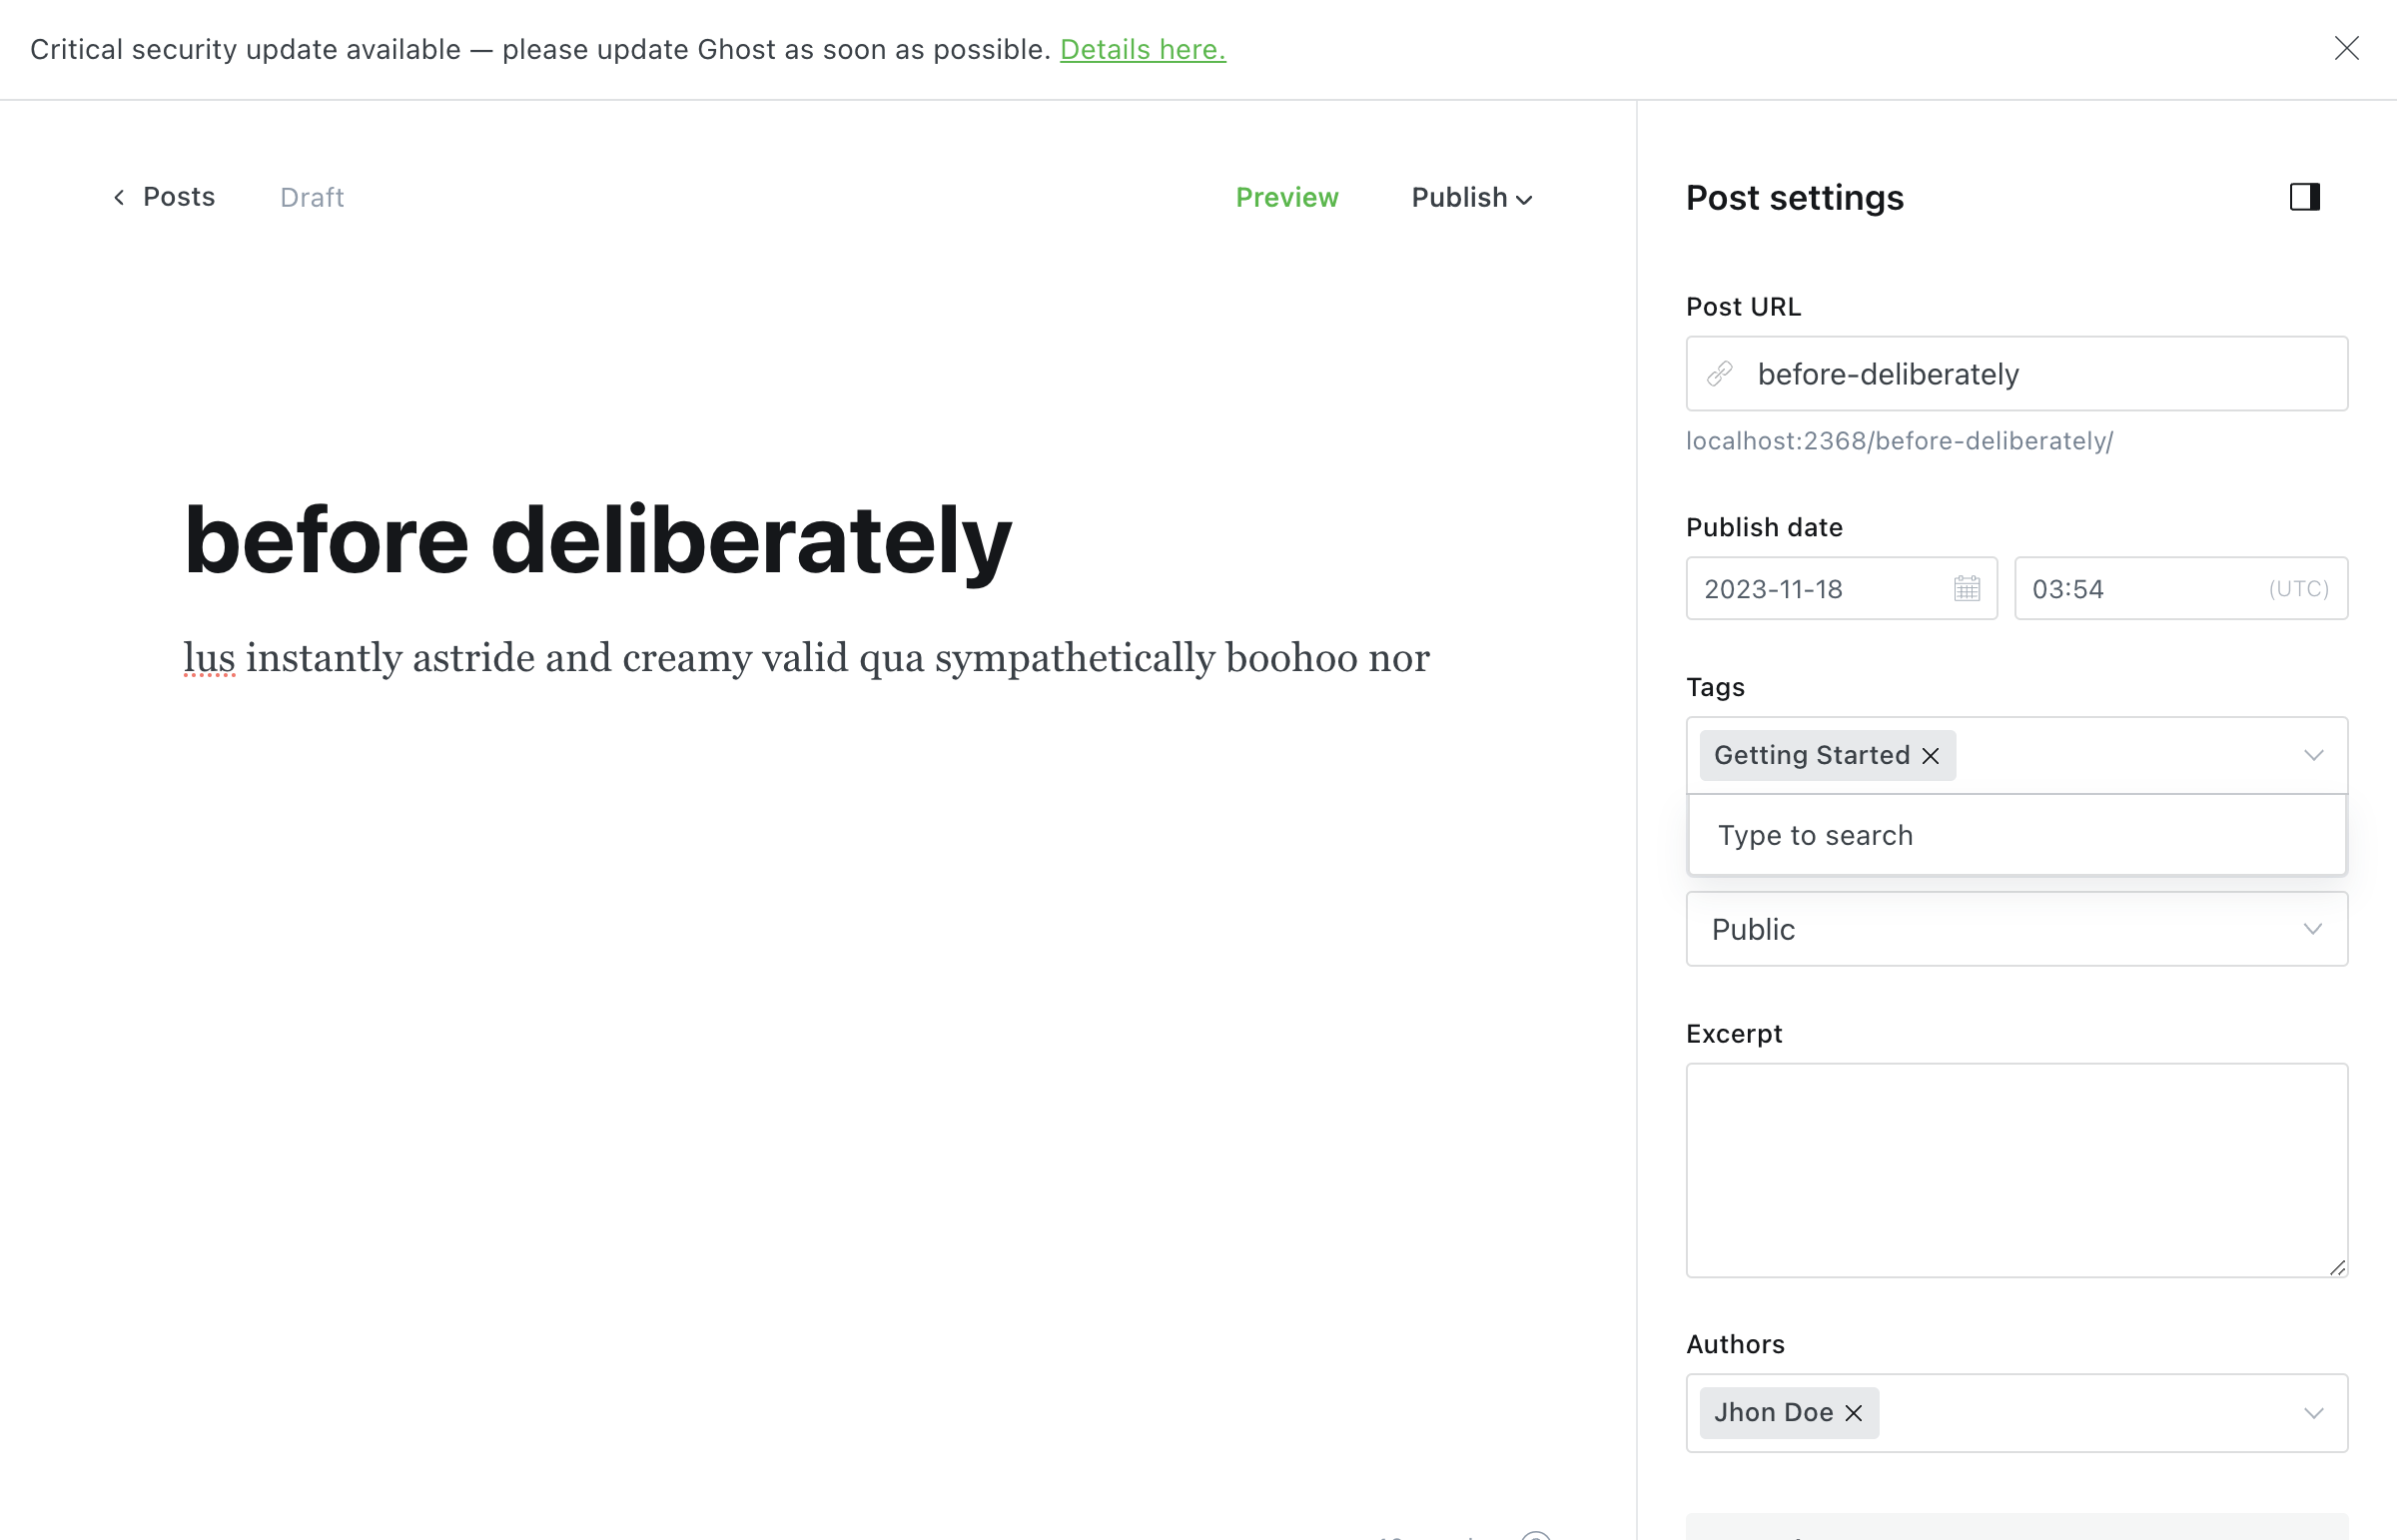 Critical security update available — please update Ghost as soon as possible. Details here.
Posts
Draft
Preview
Publish
before deliberately
lus instantly astride and creamy valid qua sympathetically boohoo nor
Post settings
Post URL
before-deliberately
localhost:2368/before-deliberately/
Publish date
2023-11-18
03:54
(UTC)
Tags
Getting Started
Type to search
Public
Excerpt
Authors
Jhon Doe